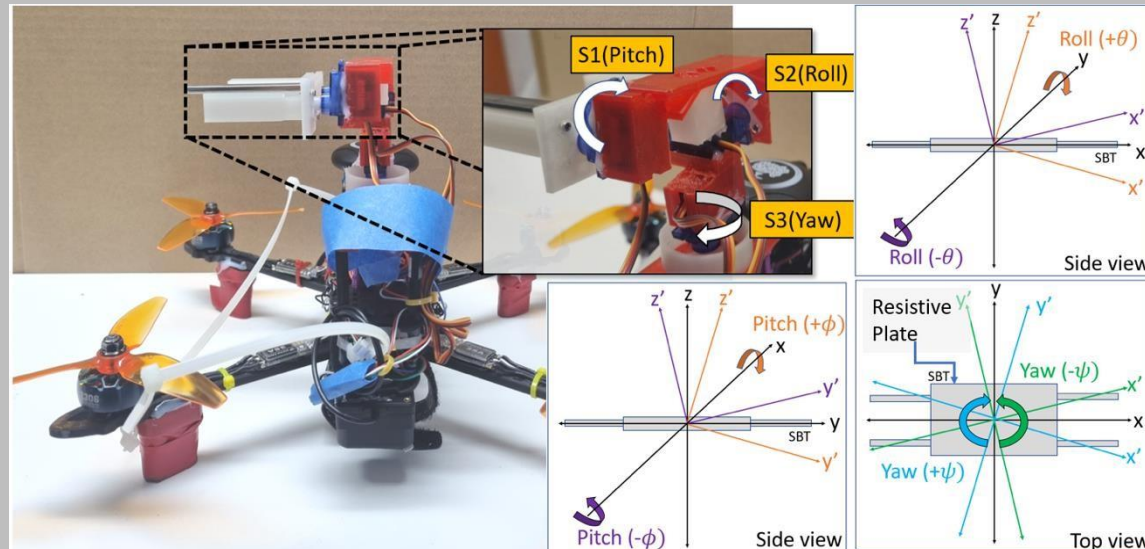 S1(Pitch)
S2(Roll)
S3(Yaw)
z'
z
z'
Roll (+θ)
y
x'
x
SBT
x'
Roll (-θ)
Side view
z'
z
z'
Pitch (+ϕ)
x
y'
y
SBT
y'
Pitch (-ϕ)
Side view
Resistive
Plate
y'
y
y'
SBT
Yaw (-ψ)
x'
x
x'
Yaw (+ψ)
Top view